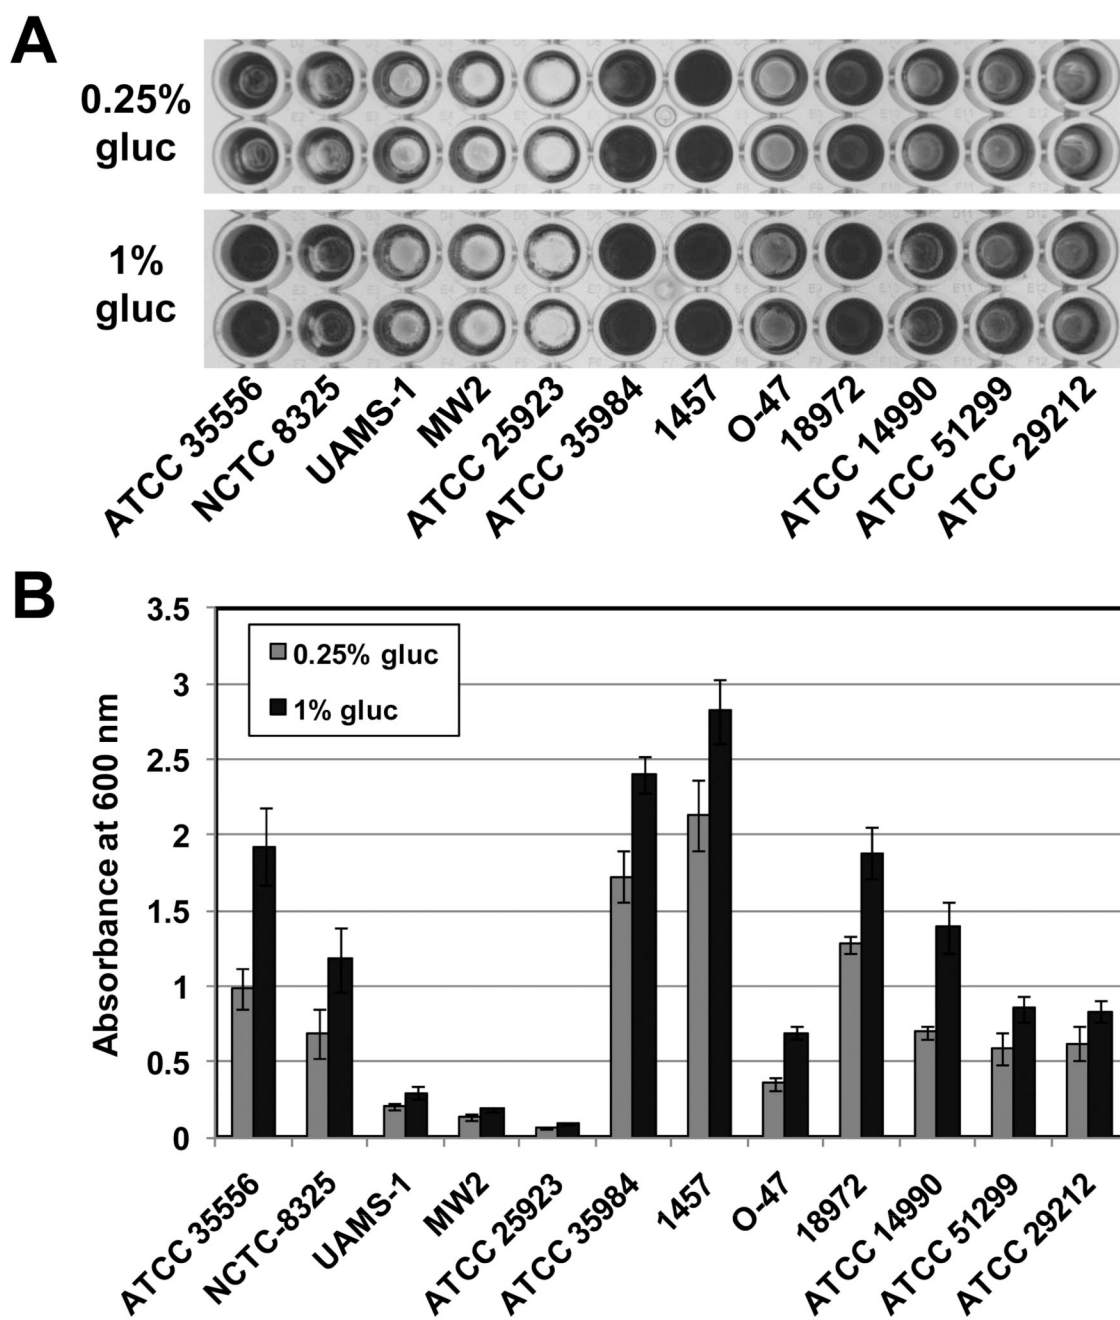 A
0.25%
gluc
1%
gluc
ATCC 35556
NCTC 8325
UAMS-1
MW2
ATCC 25923
ATCC 35984
1457
O-47
18972
ATCC 14990
ATCC 51299
ATCC 29212
B
3.5
3
2.5
2
1.5
1
0.5
0
Absorbance at 600 nm
0.25% gluc
1% gluc
ATCC 35556
NCTC-8325
UAMS-1
MW2
ATCC 25923
ATCC 35984
1457
O-47
18972
ATCC 14990
ATCC 51299
ATCC 29212